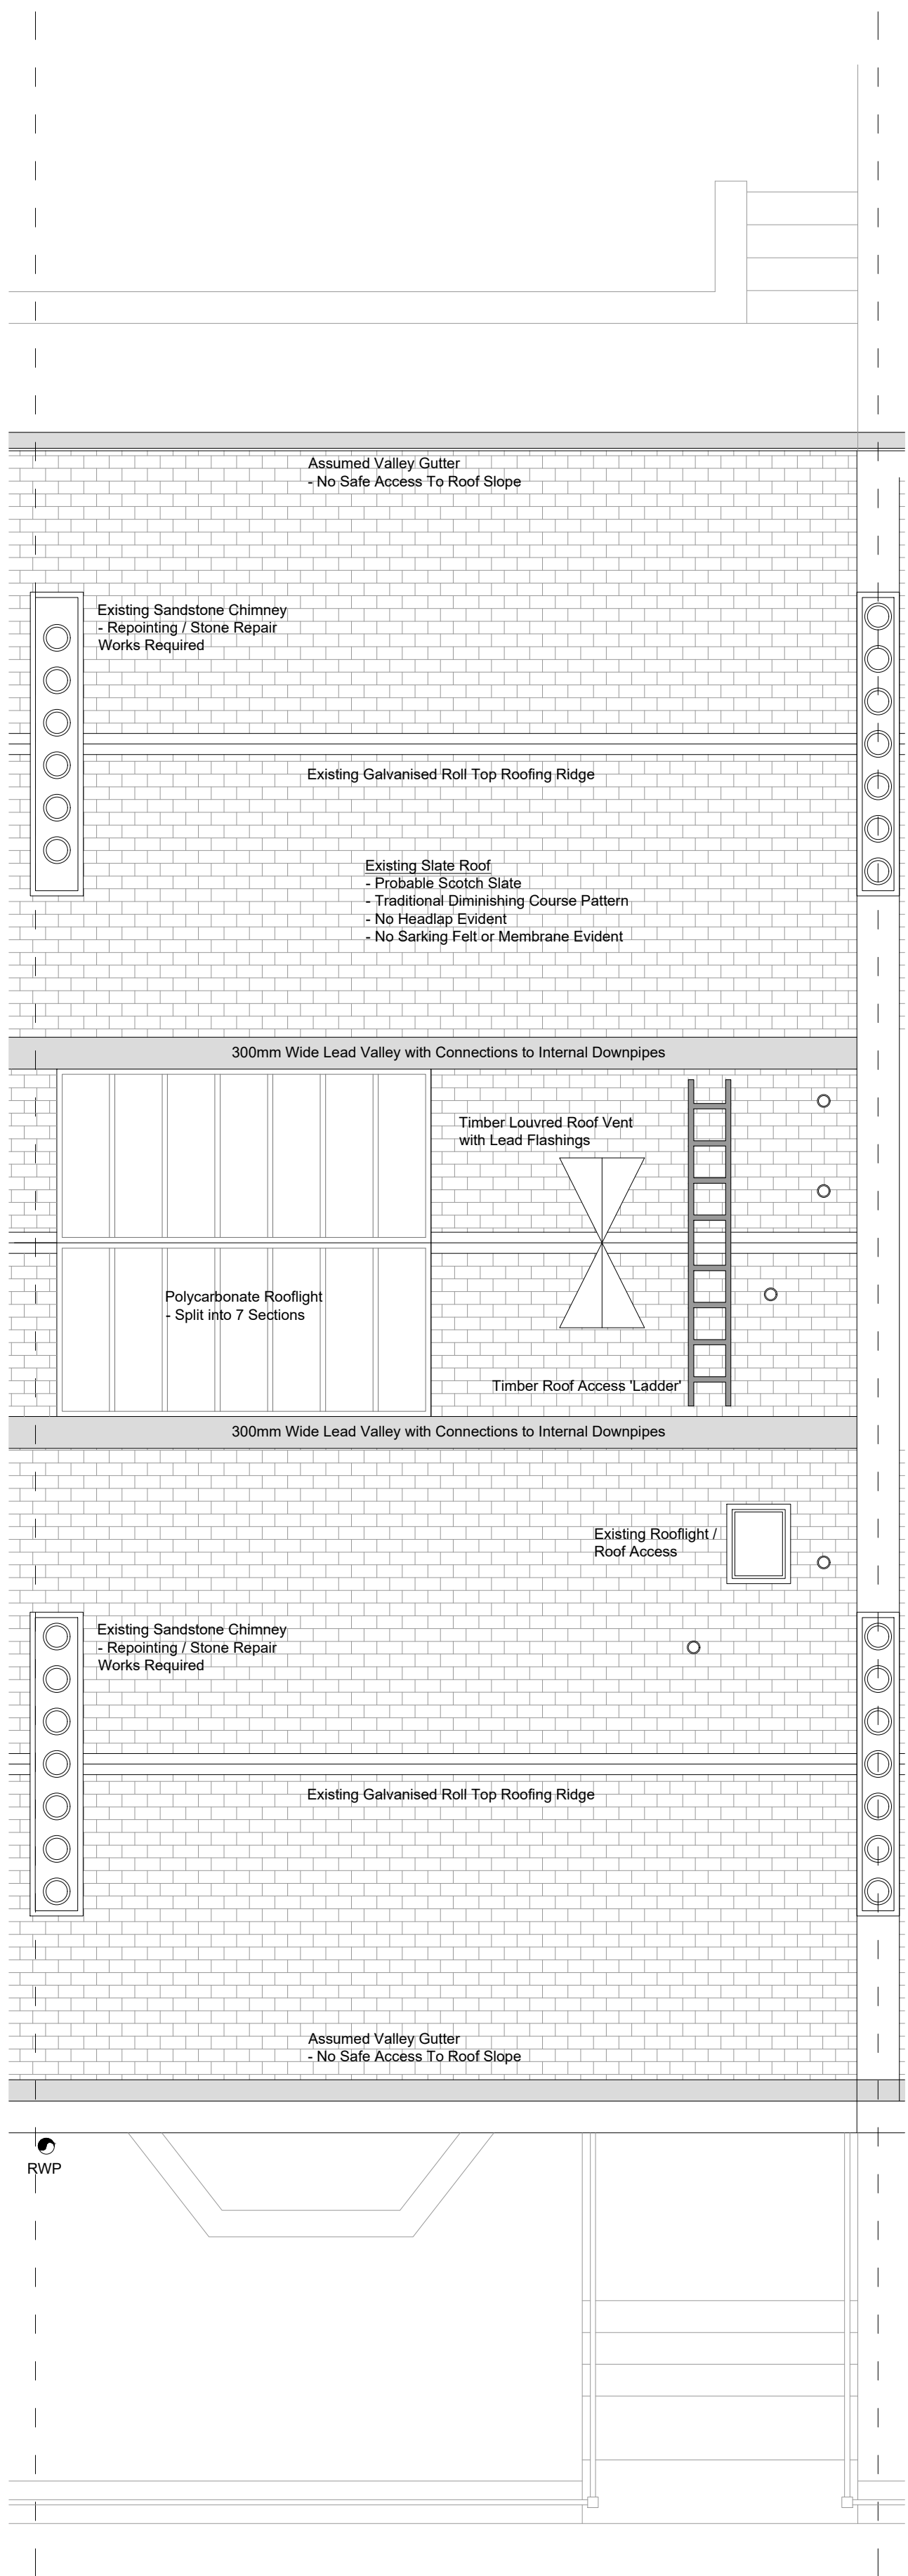 Assumed Valley Gutter
- No Safe Access To Roof Slope
Existing Sandstone Chimney
- Repointing / Stone Repair
Works Required
Existing Galvanised Roll Top Roofing Ridge
Existing Slate Roof
- Probable Scotch Slate
- Traditional Diminishing Course Pattern
- No Headlap Evident
- No Sarking Felt or Membrane Evident
300mm Wide Lead Valley with Connections to Internal Downpipes
Timber Louvred Roof Vent
with Lead Flashings
Polycarbonate Rooflight
- Split into 7 Sections
Timber Roof Access 'Ladder'
300mm Wide Lead Valley with Connections to Internal Downpipes
Existing Rooflight /
Roof Access
Existing Sandstone Chimney
- Repointing / Stone Repair
Works Required
Existing Galvanised Roll Top Roofing Ridge
Assumed Valley Gutter
- No Safe Access To Roof Slope
RWP